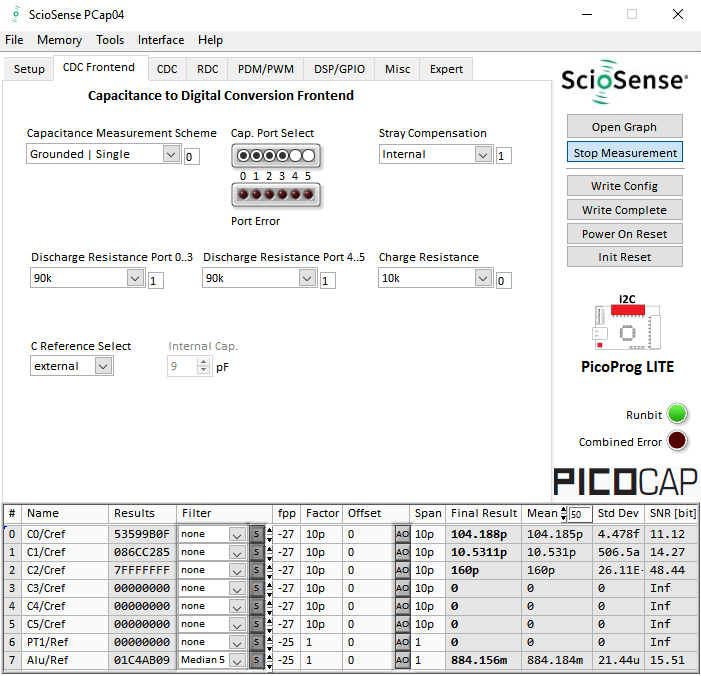 ScioSense PCap04
File Memory Tools Interface Help
Setup CDC Frontend CDC RDC PDM/PWM DSP/GPIO Misc Expert
Capacitance to Digital Conversion Frontend
ScioSense
Capacitance Measurement Scheme Cap. Port Select Stray Compensation
Grounded | Single 0 Internal 1
0 1 2 3 4 5
Port Error
Open Graph
Stop Measurement
Write Config
Write Complete
Power On Reset
Init Reset
Discharge Resistance Port 0..3 Discharge Resistance Port 4..5 Charge Resistance
90k 1 90k 1 10k 0
I2C
PicoProg LITE
C Reference Select Internal Cap.
external 9 pF
Runbit
Combined Error
PICOCAP
# Name Results Filter fpp Factor Offset Span Final Result Mean 50 Std Dev SNR [bit]
0 C0/Cref 53599B0F none S -27 10p 0 AO 10p 104.188p 104.185p 4.478f 11.12
1 C1/Cref 086CC285 none S -27 10p 0 AO 10p 10.5311p 10.531p 506.5a 14.27
2 C2/Cref 7FFFFFFF none S -27 10p 0 AO 10p 160p 160p 26.11E- 48.44
3 C3/Cref 00000000 none S -27 10p 0 AO 10p 0 0 0 Inf
4 C4/Cref 00000000 none S -27 10p 0 AO 10p 0 0 0 Inf
5 C5/Cref 00000000 none S -27 10p 0 AO 10p 0 0 0 Inf
6 PT1/Ref 00000000 none S -25 1 0 AO 1 0 0 0 Inf
7 Alu/Ref 01C4AB09 Median 5 S -25 1 0 AO 1 884.156m 884.184m 21.44u 15.51